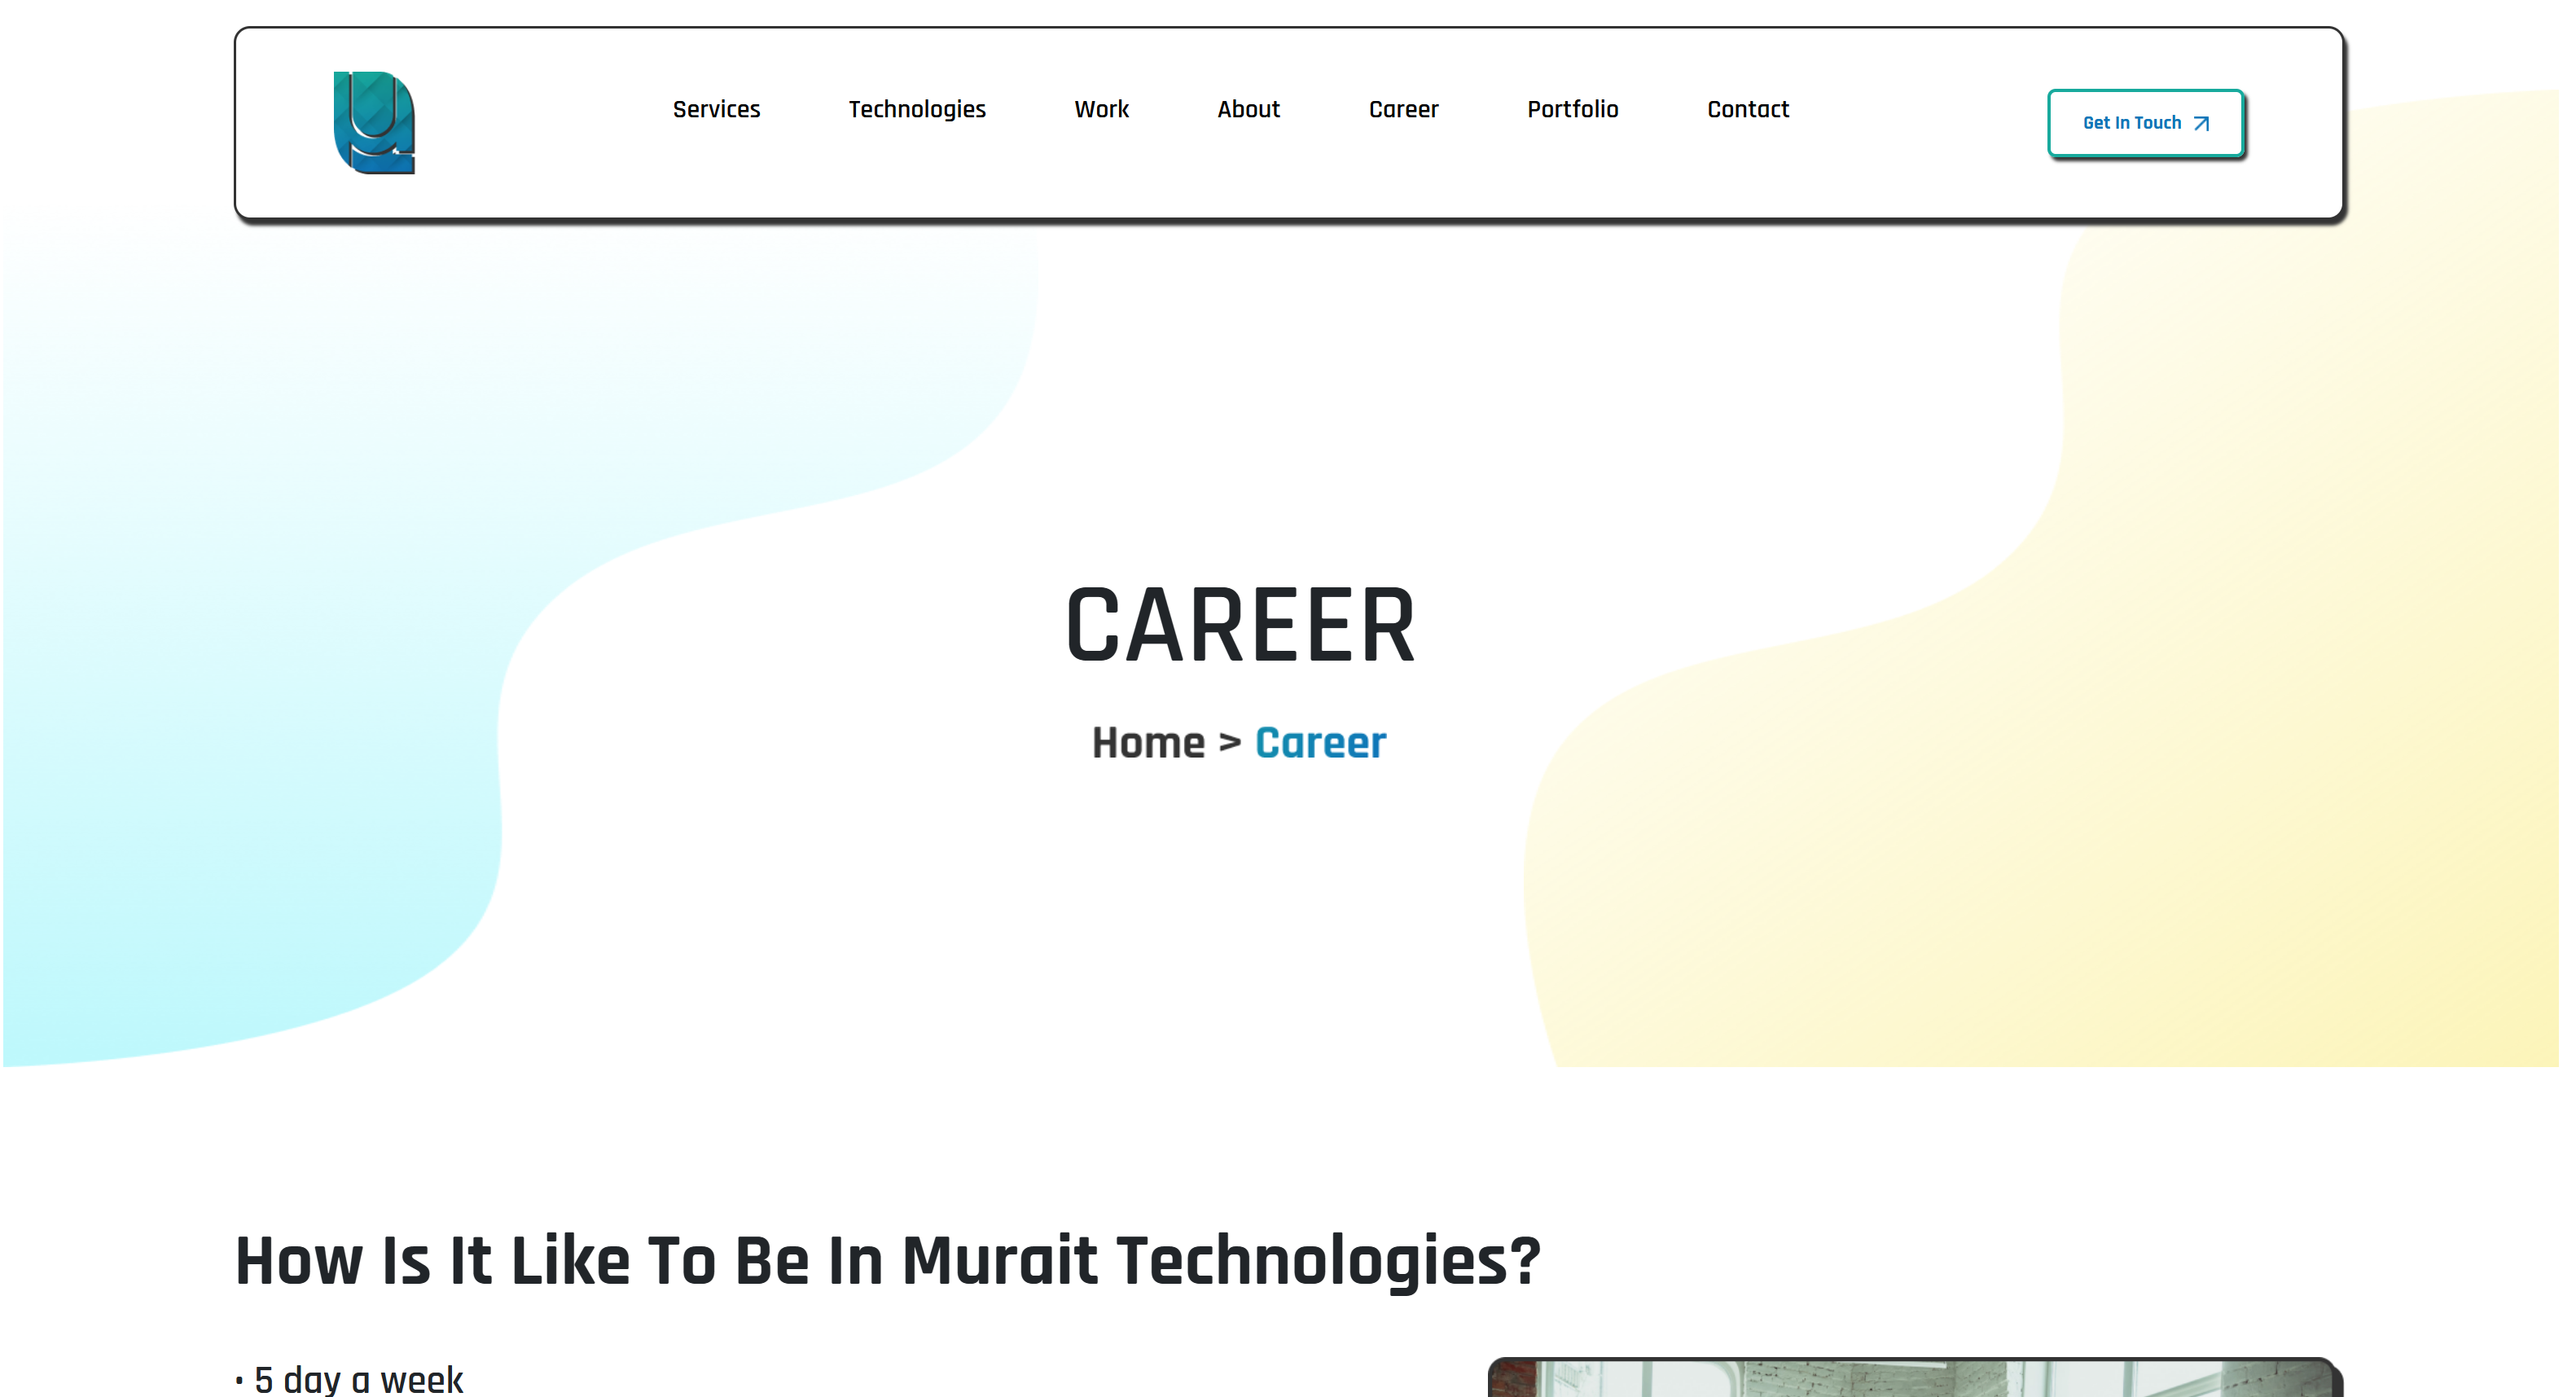 Services Technologies Work About Career Portfolio Contact Get In Touch
CAREER
Home > Career
How Is It Like To Be In Murait Technologies?
• 5 day a week